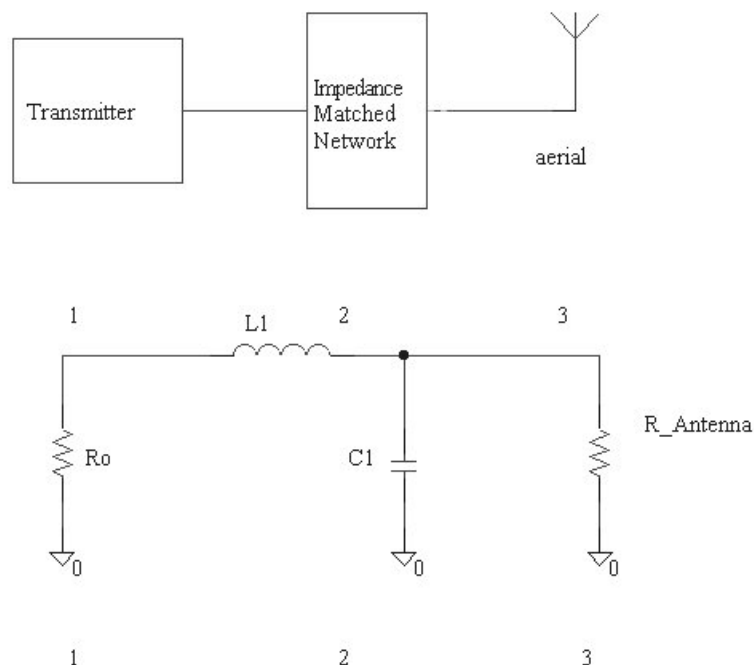 Transmitter
Impedance
Matched
Network
aerial
1 2 3
L1
Ro
C1
R_Antenna
0 0 0
1 2 3